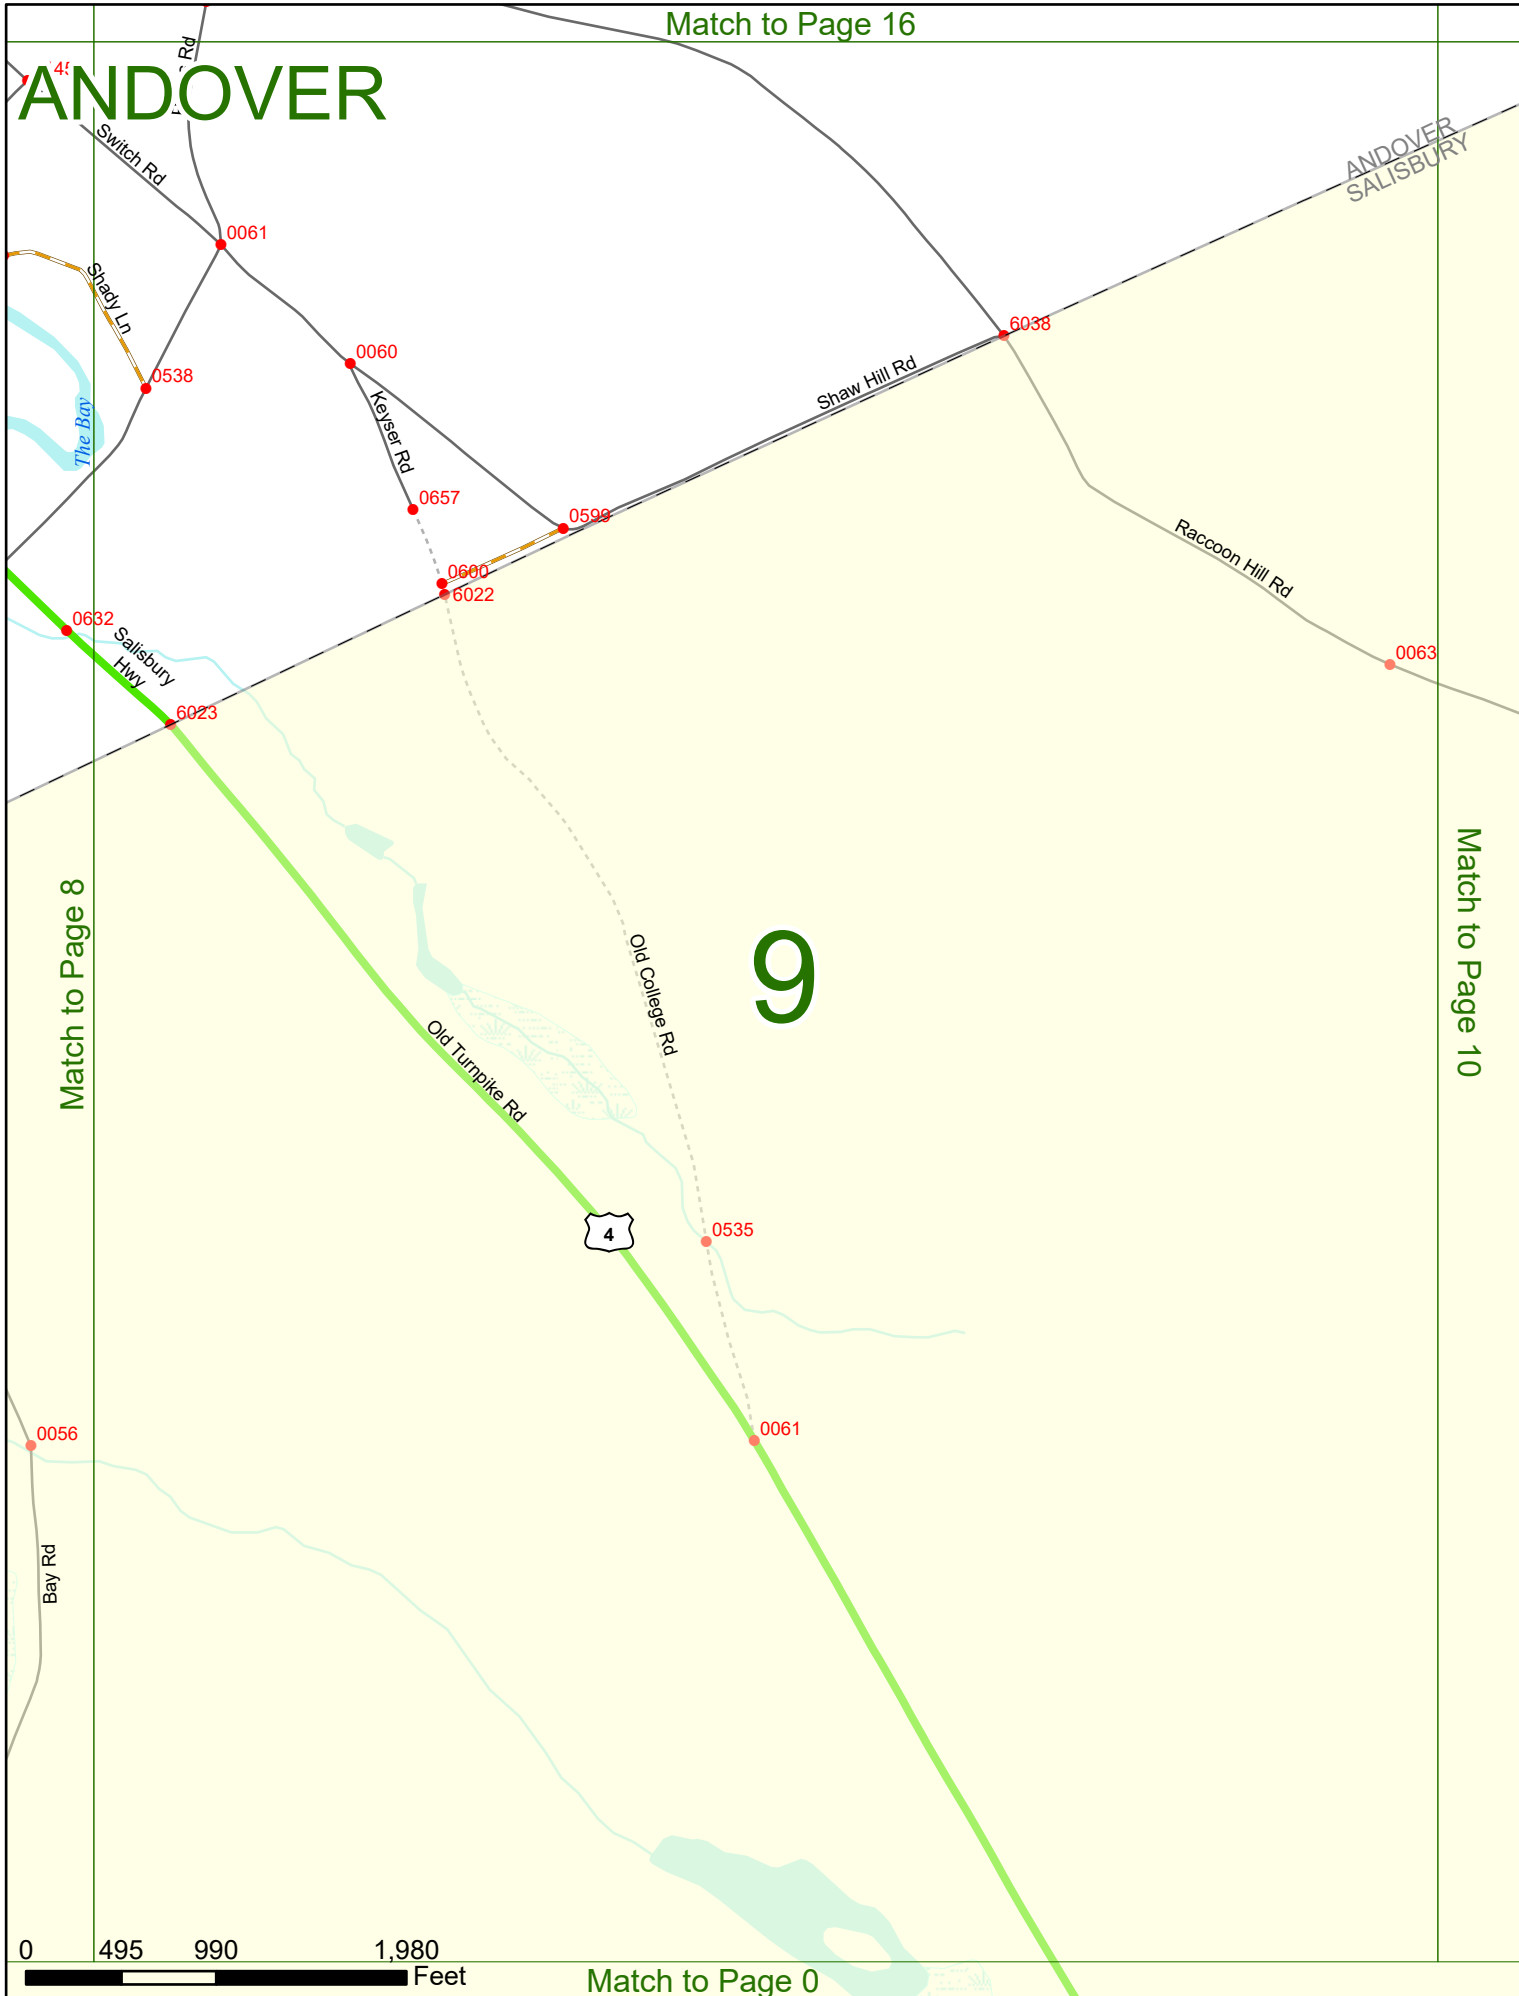 Match to Page 16
ANDOVER
Rd
Switch Rd
ANDOVER
SALISBURY
0061
Shady Ln
6038
0060
Shaw Hill Rd
0538
The Bay
Keyser Rd
0657
0599
Raccoon Hill Rd
0600
6022
0632
Salisbury
Hwy
0063
6023
Match to Page 8
Match to Page 10
9
Old College Rd
Old Turnpike Rd
4
0535
0061
0056
Bay Rd
0 495 990 1,980
Feet
Match to Page 0